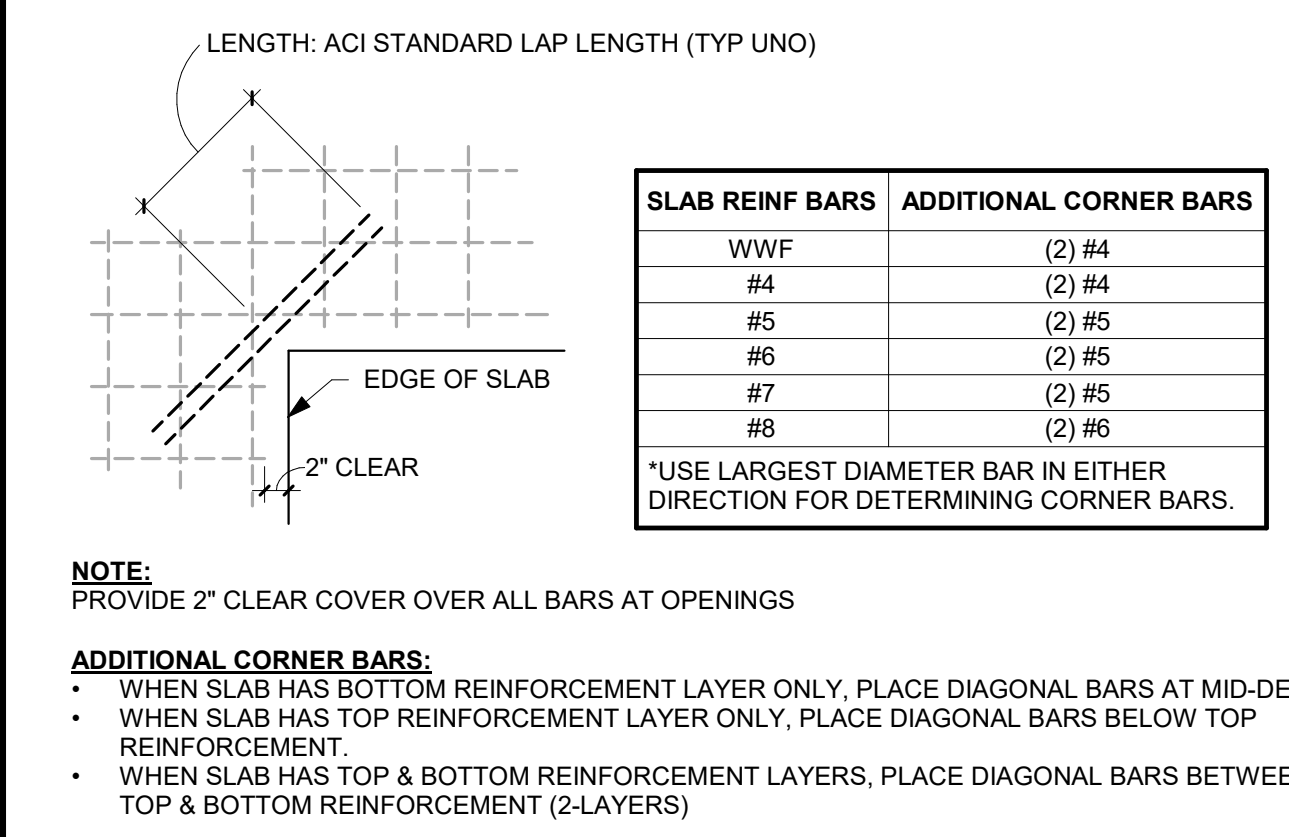 LENGTH: ACI STANDARD LAP LENGTH (TYP UNO)
EDGE OF SLAB
2" CLEAR
SLAB REINF BARS ADDITIONAL CORNER BARS
WWF (2) #4
#4 (2) #4
#5 (2) #5
#6 (2) #5
#7 (2) #5
#8 (2) #6
*USE LARGEST DIAMETER BAR IN EITHER
DIRECTION FOR DETERMINING CORNER BARS.
NOTE:
PROVIDE 2" CLEAR COVER OVER ALL BARS AT OPENINGS
ADDITIONAL CORNER BARS:
• WHEN SLAB HAS BOTTOM REINFORCEMENT LAYER ONLY, PLACE DIAGONAL BARS AT MID-DE
• WHEN SLAB HAS TOP REINFORCEMENT LAYER ONLY, PLACE DIAGONAL BARS BELOW TOP
REINFORCEMENT.
• WHEN SLAB HAS TOP & BOTTOM REINFORCEMENT LAYERS, PLACE DIAGONAL BARS BETWEE
TOP & BOTTOM REINFORCEMENT (2-LAYERS)